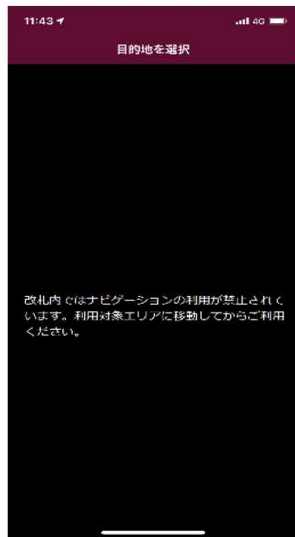 11:43
4G
目的地を選択
改札内ではナビゲーションの利用が禁止されて
います。利用対象エリアに移動してからご利用
ください。